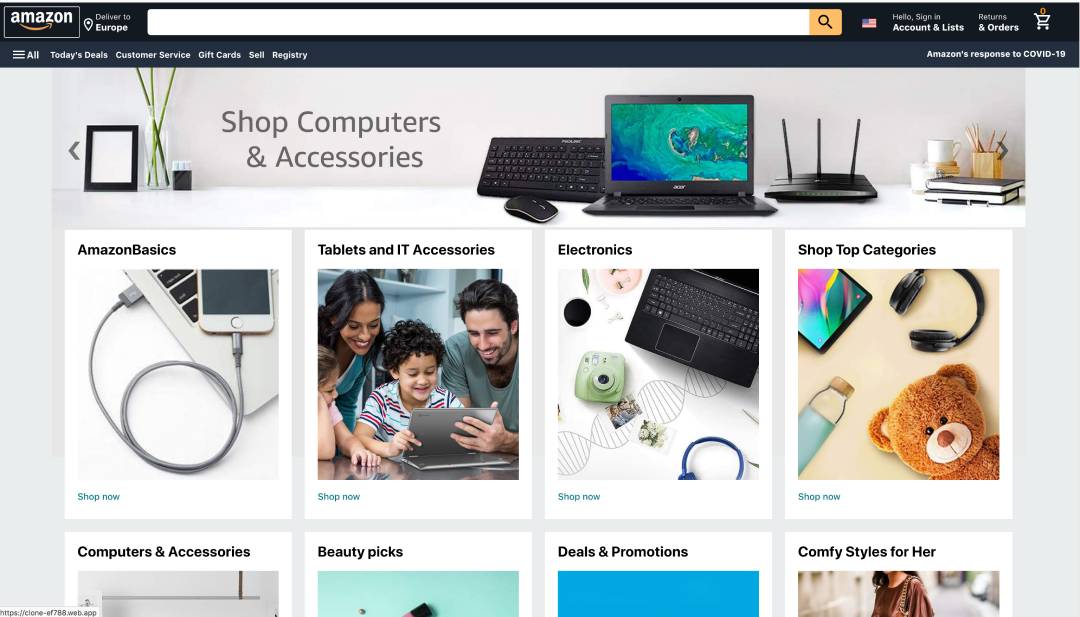 amazon
Deliver to
Europe
Hello, Sign in
Account & Lists
Returns
& Orders
0
All Today's Deals Customer Service Gift Cards Sell Registry
Amazon's response to COVID-19
Shop Computers
& Accessories
PROLINK
acer
AmazonBasics
Tablets and IT Accessories
Electronics
Shop Top Categories
Shop now
Shop now
Shop now
Shop now
Computers & Accessories
Beauty picks
Deals & Promotions
Comfy Styles for Her
https://clone-ef788.web.app